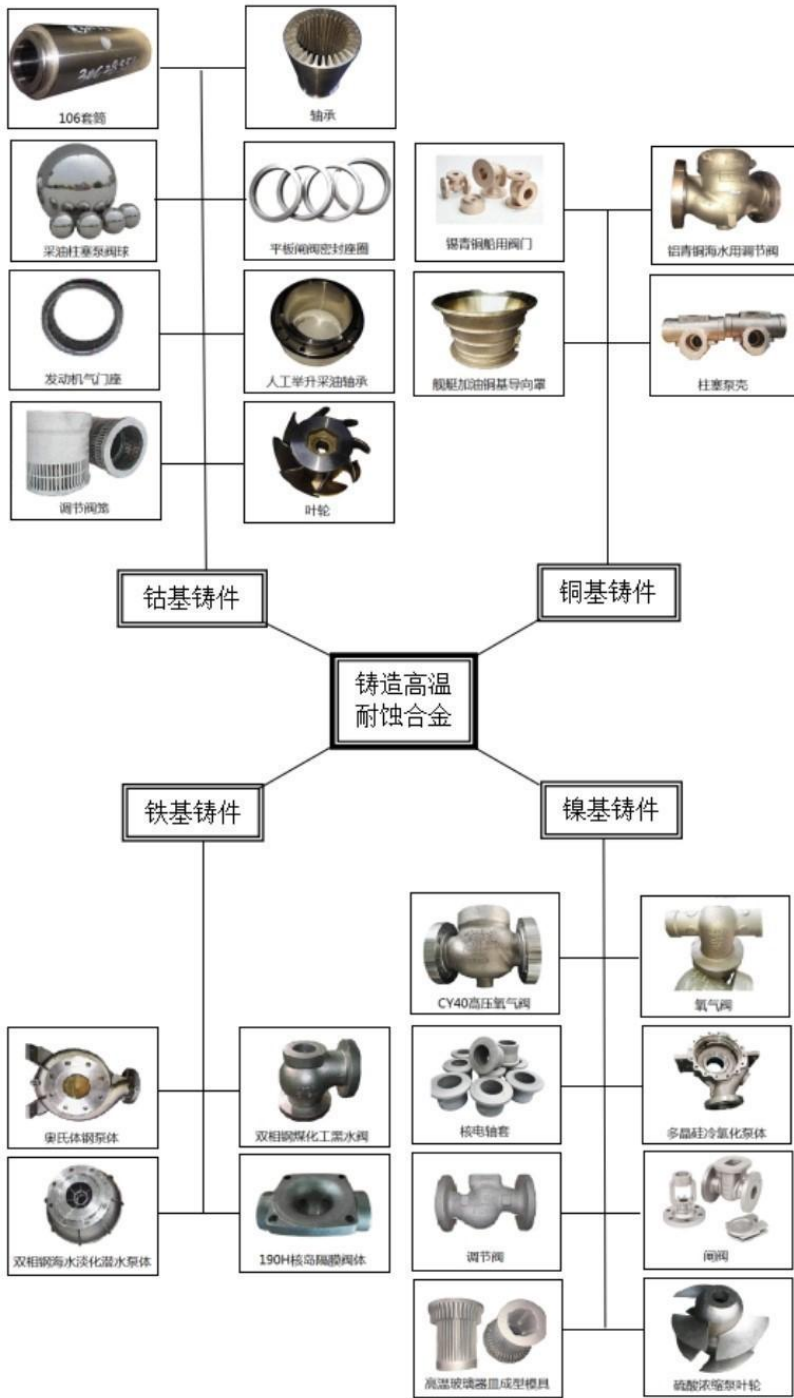 106套筒
轴承
采油柱塞泵阀球
平板闸阀密封座圈
锡青铜船用阀门
铝青铜海水用调节阀
发动机气门座
人工举升采油轴承
舰艇加油铜基导向罩
柱塞泵壳
调节阀笼
叶轮
钴基铸件
铜基铸件
铸造高温
耐蚀合金
铁基铸件
镍基铸件
CY40高压氧气阀
氧气阀
奥氏体钢泵体
双相钢煤化工黑水阀
核电轴套
多晶硅冷氢化泵体
双相钢海水淡化潜水泵体
190H核岛隔膜阀体
调节阀
闸阀
高温玻璃器皿成型模具
硫酸浓缩泵叶轮